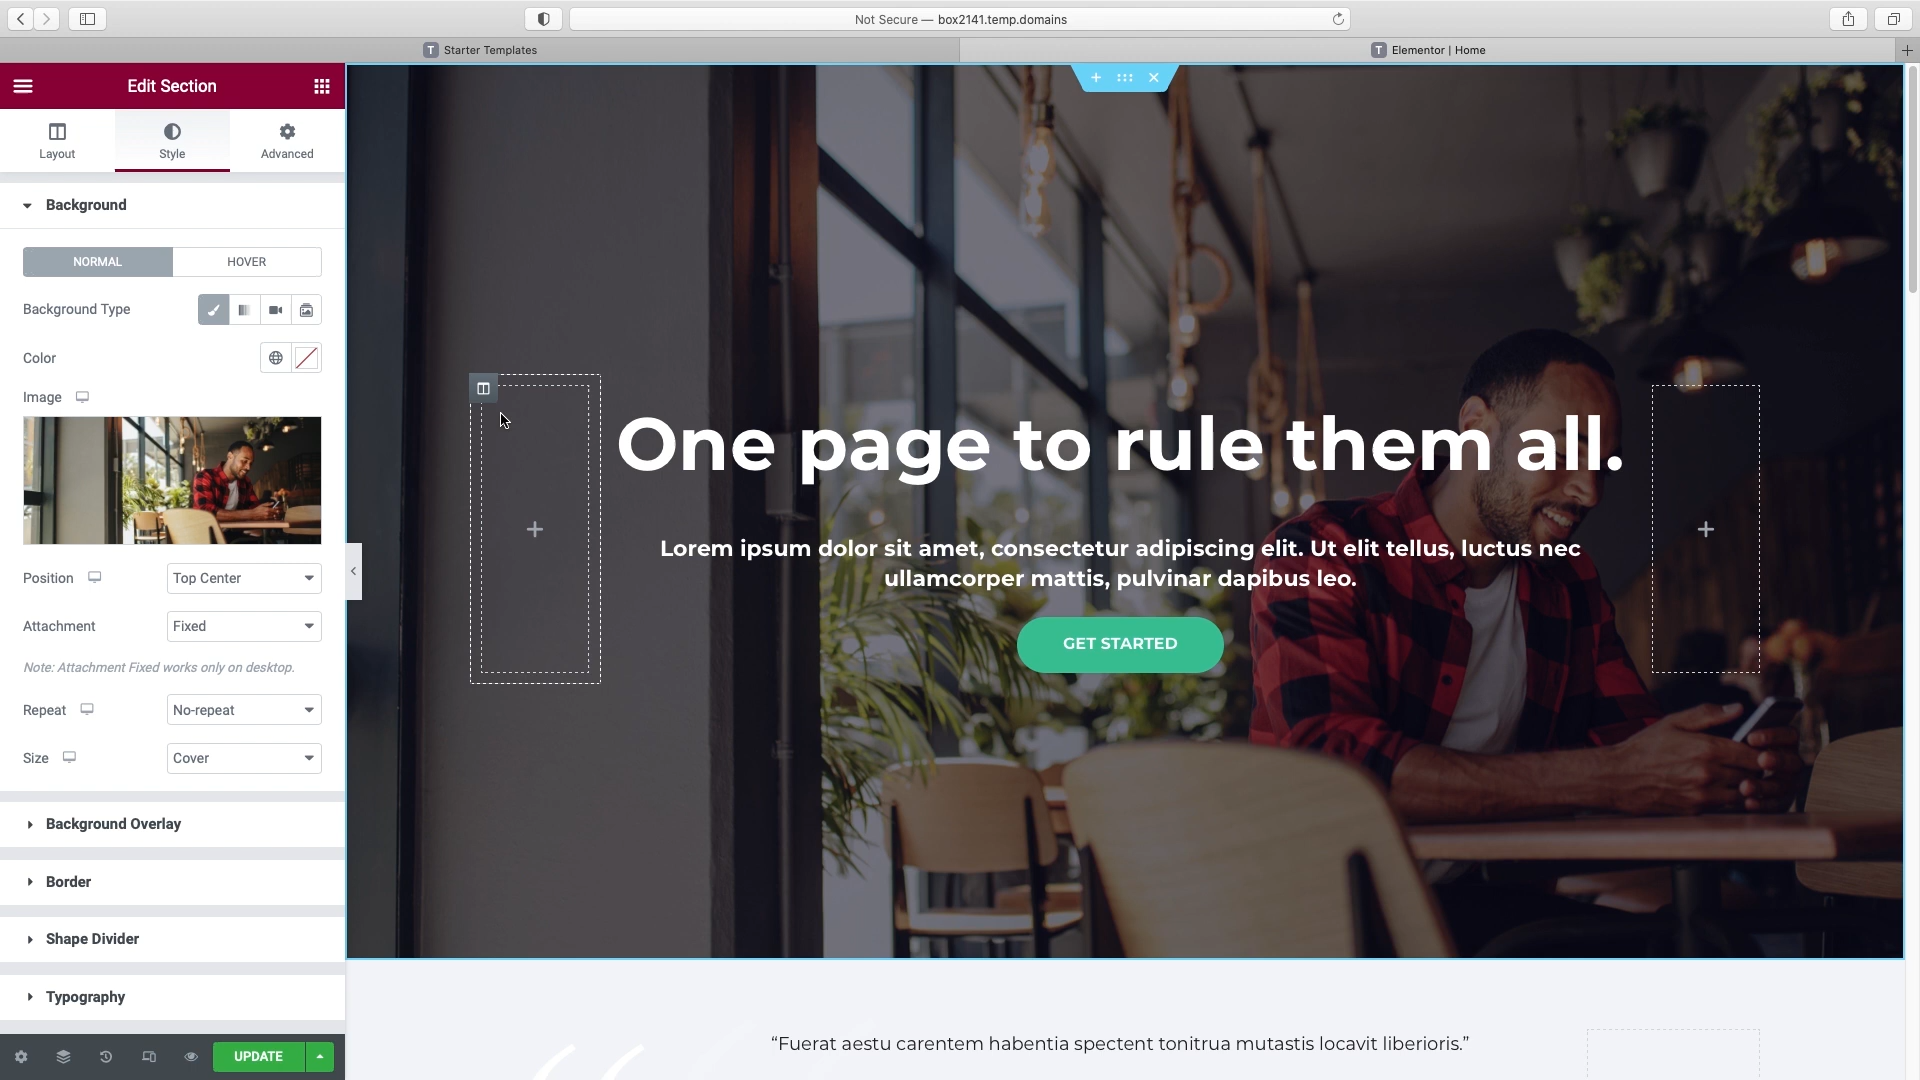 Not Secure — box2141.temp.domains
T Starter Templates
T Elementor | Home
Edit Section
Layout
Style
Advanced
Background
NORMAL
HOVER
Background Type
Color
Image
Position
Top Center
Attachment
Fixed
Note: Attachment Fixed works only on desktop.
Repeat
No-repeat
Size
Cover
Background Overlay
Border
Shape Divider
Typography
UPDATE
One page to rule them all.
Lorem ipsum dolor sit amet, consectetur adipiscing elit. Ut elit tellus, luctus nec
ullamcorper mattis, pulvinar dapibus leo.
GET STARTED
“Fuerat aestu carentem habentia spectent tonitrua mutastis locavit liberioris.”